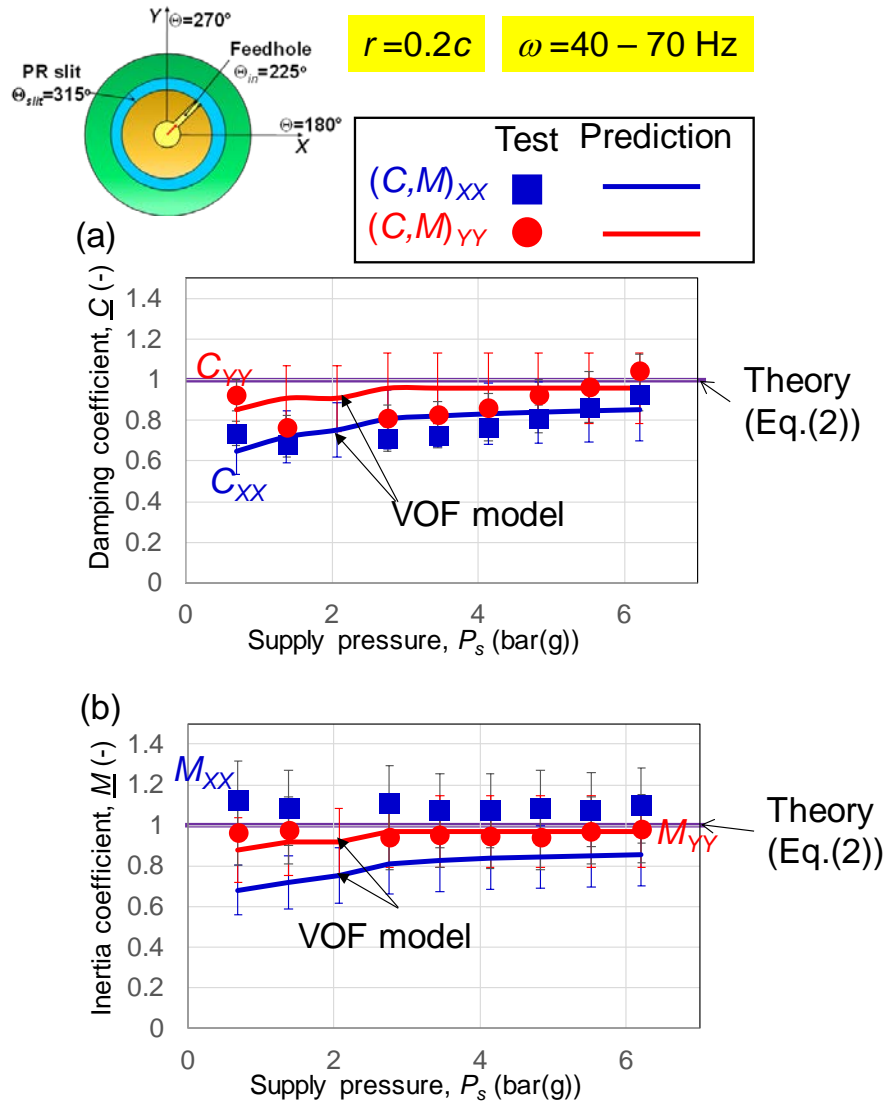 Y
Θ=270º
Feedhole
Θin=225º
PR slit
Θslit=315º
Θ=180º
X
r=0.2c
ω=40 – 70 Hz
Test Prediction
(C,M)XX
(C,M)YY
(a)
Damping coefficient, C (-)
1.4
1.2
1
0.8
0.6
0.4
0.2
0
CYY
CXX
VOF model
Theory
(Eq.(2))
0 2 4 6
Supply pressure, Ps (bar(g))
(b)
Inertia coefficient, M (-)
1.4
1.2
1
0.8
0.6
0.4
0.2
0
MXX
MYY
VOF model
Theory
(Eq.(2))
0 2 4 6
Supply pressure, Ps (bar(g))